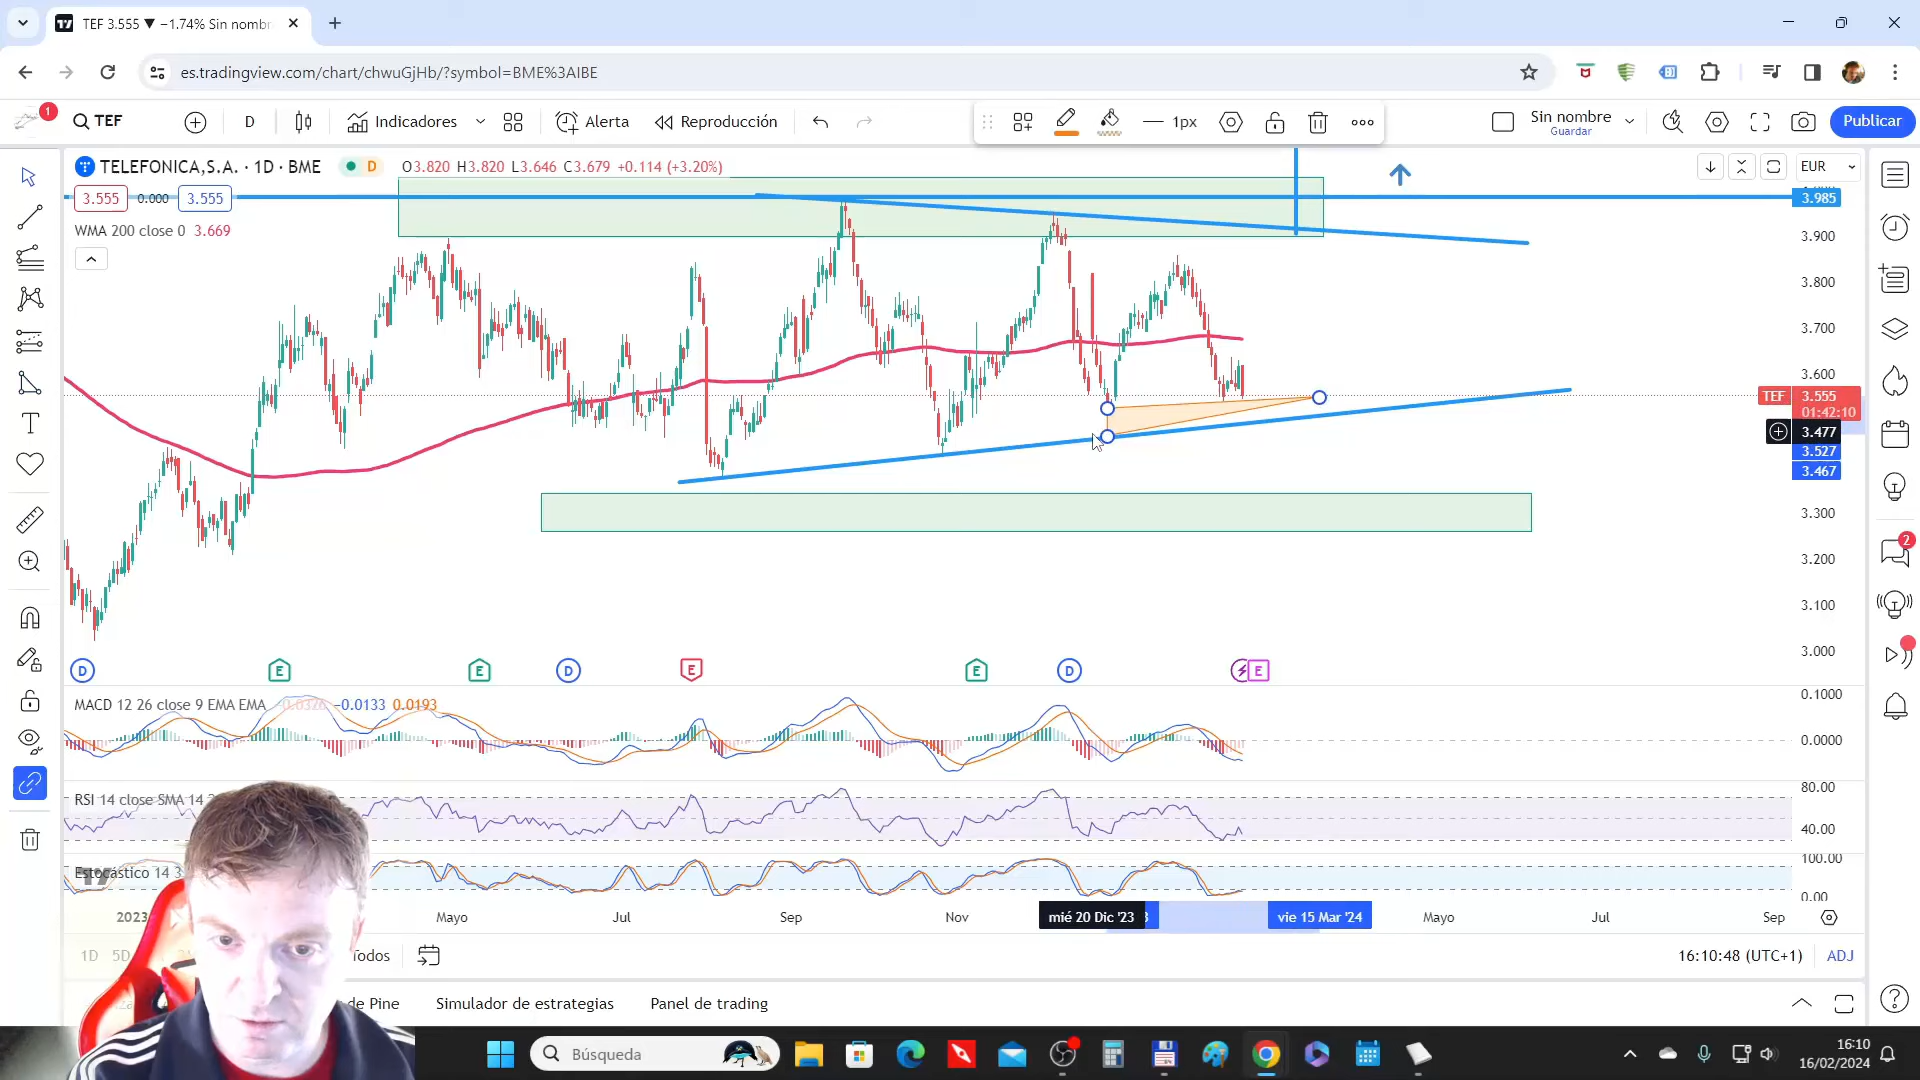 TEF 3.555 ▼ −1.74% Sin nombr
es.tradingview.com/chart/chwuGjHb/?symbol=BME%3AIBE
1
TEF
D
Indicadores
Alerta
Reproducción
1px
Sin nombre
Guardar
Publicar
TELEFONICA,S.A. · 1D · BME
D
O3.820 H3.820 L3.646 C3.679 +0.114 (+3.20%)
EUR
3.555
0.000
3.555
WMA 200 close 0 3.669
3.985
3.900
3.800
3.700
3.600
TEF 3.555
01:42:10
3.477
3.527
3.467
3.300
3.200
3.100
3.000
D
E
E
D
E
E
D
E
2
MACD 12 26 close 9 EMA EMA −0.0326 −0.0133 0.0193
0.1000
0.0000
RSI 14 close SMA 14
80.00
40.00
Estocástico 14 3
100.00
0.00
2023
Mayo
Jul
Sep
Nov
mié 20 Dic '23
3
vie 15 Mar '24
Mayo
Jul
Sep
1D
5D
Todos
16:10:48 (UTC+1)
ADJ
de Pine
Simulador de estrategias
Panel de trading
Búsqueda
16:10
16/02/2024